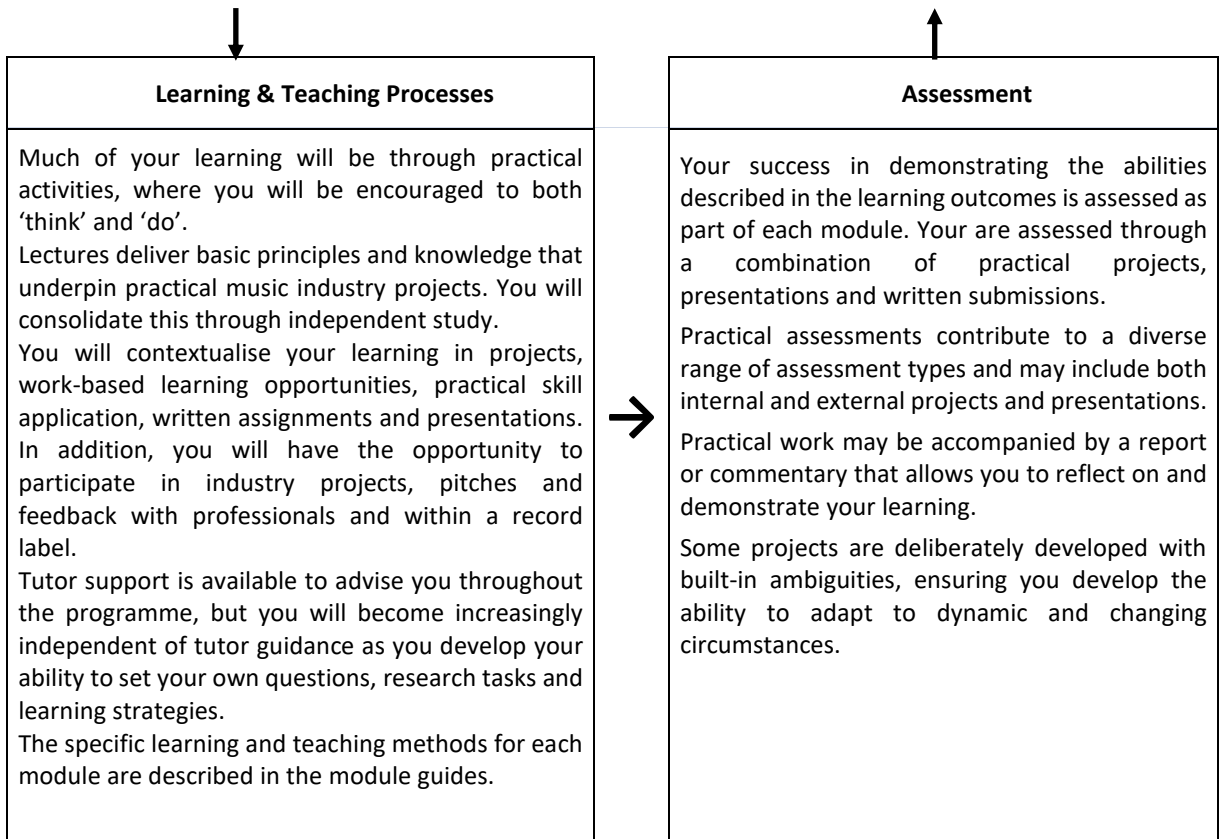 Learning & Teaching Processes
Much of your learning will be through practical
activities, where you will be encouraged to both
‘think’ and ‘do’.
Lectures deliver basic principles and knowledge that
underpin practical music industry projects. You will
consolidate this through independent study.
You will contextualise your learning in projects,
work-based learning opportunities, practical skill
application, written assignments and presentations.
In addition, you will have the opportunity to
participate in industry projects, pitches and
feedback with professionals and within a record
label.
Tutor support is available to advise you throughout
the programme, but you will become increasingly
independent of tutor guidance as you develop your
ability to set your own questions, research tasks and
learning strategies.
The specific learning and teaching methods for each
module are described in the module guides.
Assessment
Your success in demonstrating the abilities
described in the learning outcomes is assessed as
part of each module. Your are assessed through
a combination of practical projects,
presentations and written submissions.
Practical assessments contribute to a diverse
range of assessment types and may include both
internal and external projects and presentations.
Practical work may be accompanied by a report
or commentary that allows you to reflect on and
demonstrate your learning.
Some projects are deliberately developed with
built-in ambiguities, ensuring you develop the
ability to adapt to dynamic and changing
circumstances.